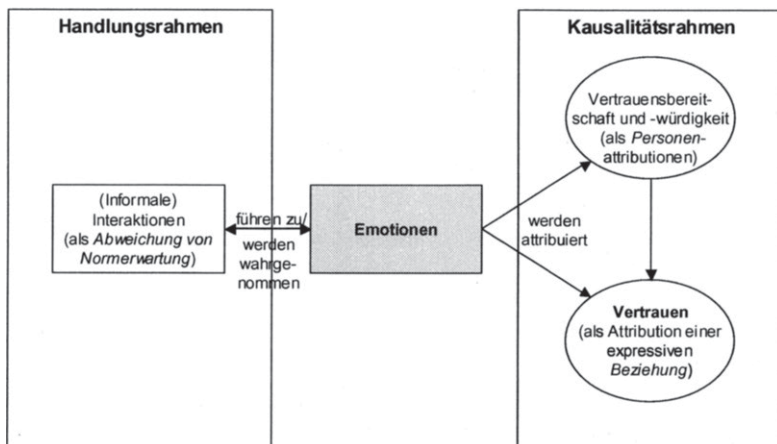 Handlungsrahmen
Kausalitätsrahmen
Vertrauensbereit-
schaft und -würdigkeit
(als Personen-
attributionen)
(Informale)
Interaktionen
(als Abweichung von
Normerwartung)
führen zu/
werden
wahrge-
nommen
Emotionen
werden
attribuiert
Vertrauen
(als Attribution einer
expressiven
Beziehung)